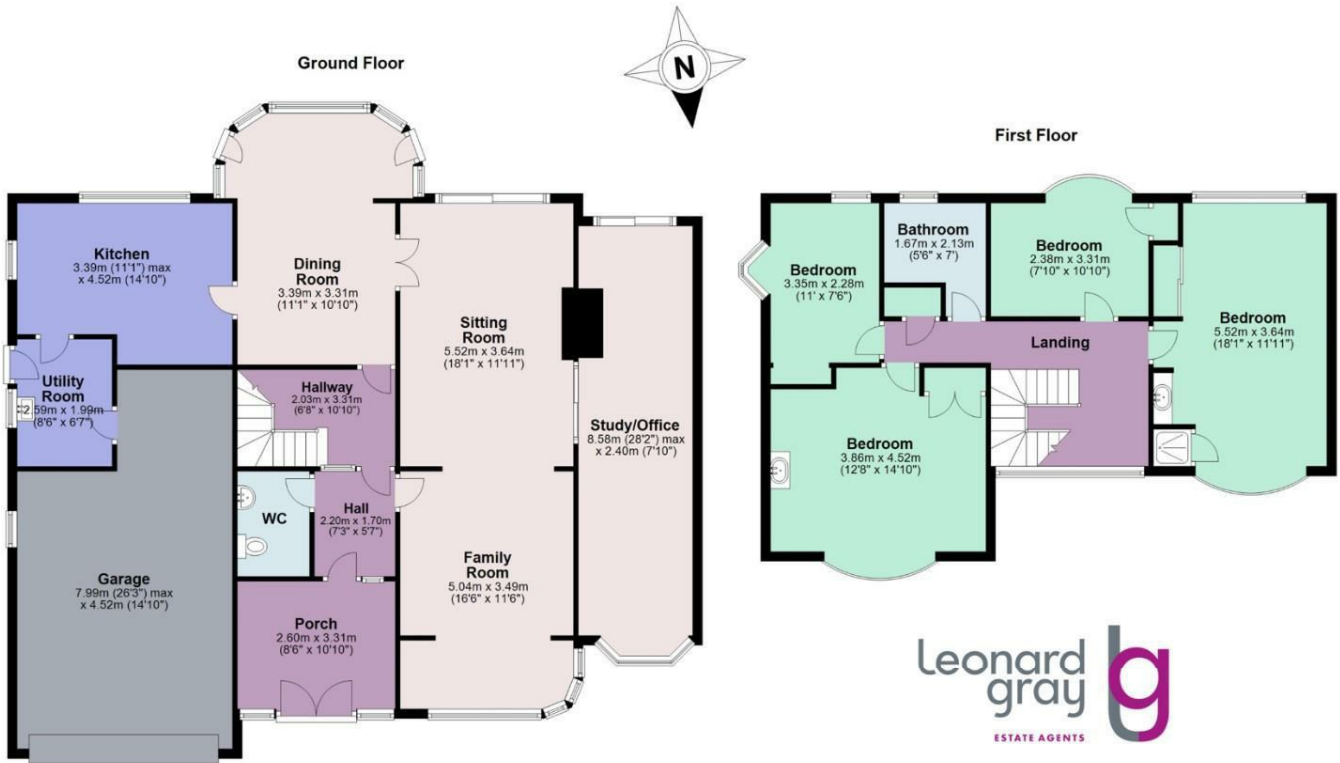 Ground Floor
N
First Floor
Kitchen
3.39m (11'1") max
x 4.52m (14'10")
Dining
Room
3.39m x 3.31m
(11'1" x 10'10")
Sitting
Room
5.52m x 3.64m
(18'1" x 11'11")
Utility
Room
2.59m x 1.99m
(8'6" x 6'7")
Hallway
2.03m x 3.31m
(6'8" x 10'10")
Study/Office
8.58m (28'2") max
x 2.40m (7'10")
WC
Hall
2.20m x 1.70m
(7'3" x 5'7")
Family
Room
5.04m x 3.49m
(16'6" x 11'6")
Garage
7.99m (26'3") max
x 4.52m (14'10")
Porch
2.60m x 3.31m
(8'6" x 10'10")
Bedroom
3.35m x 2.28m
(11' x 7'6")
Bathroom
1.67m x 2.13m
(5'6" x 7')
Bedroom
2.38m x 3.31m
(7'10" x 10'10")
Bedroom
5.52m x 3.64m
(18'1" x 11'11")
Landing
Bedroom
3.86m x 4.52m
(12'8" x 14'10")
leonard
gray
lg
ESTATE AGENTS